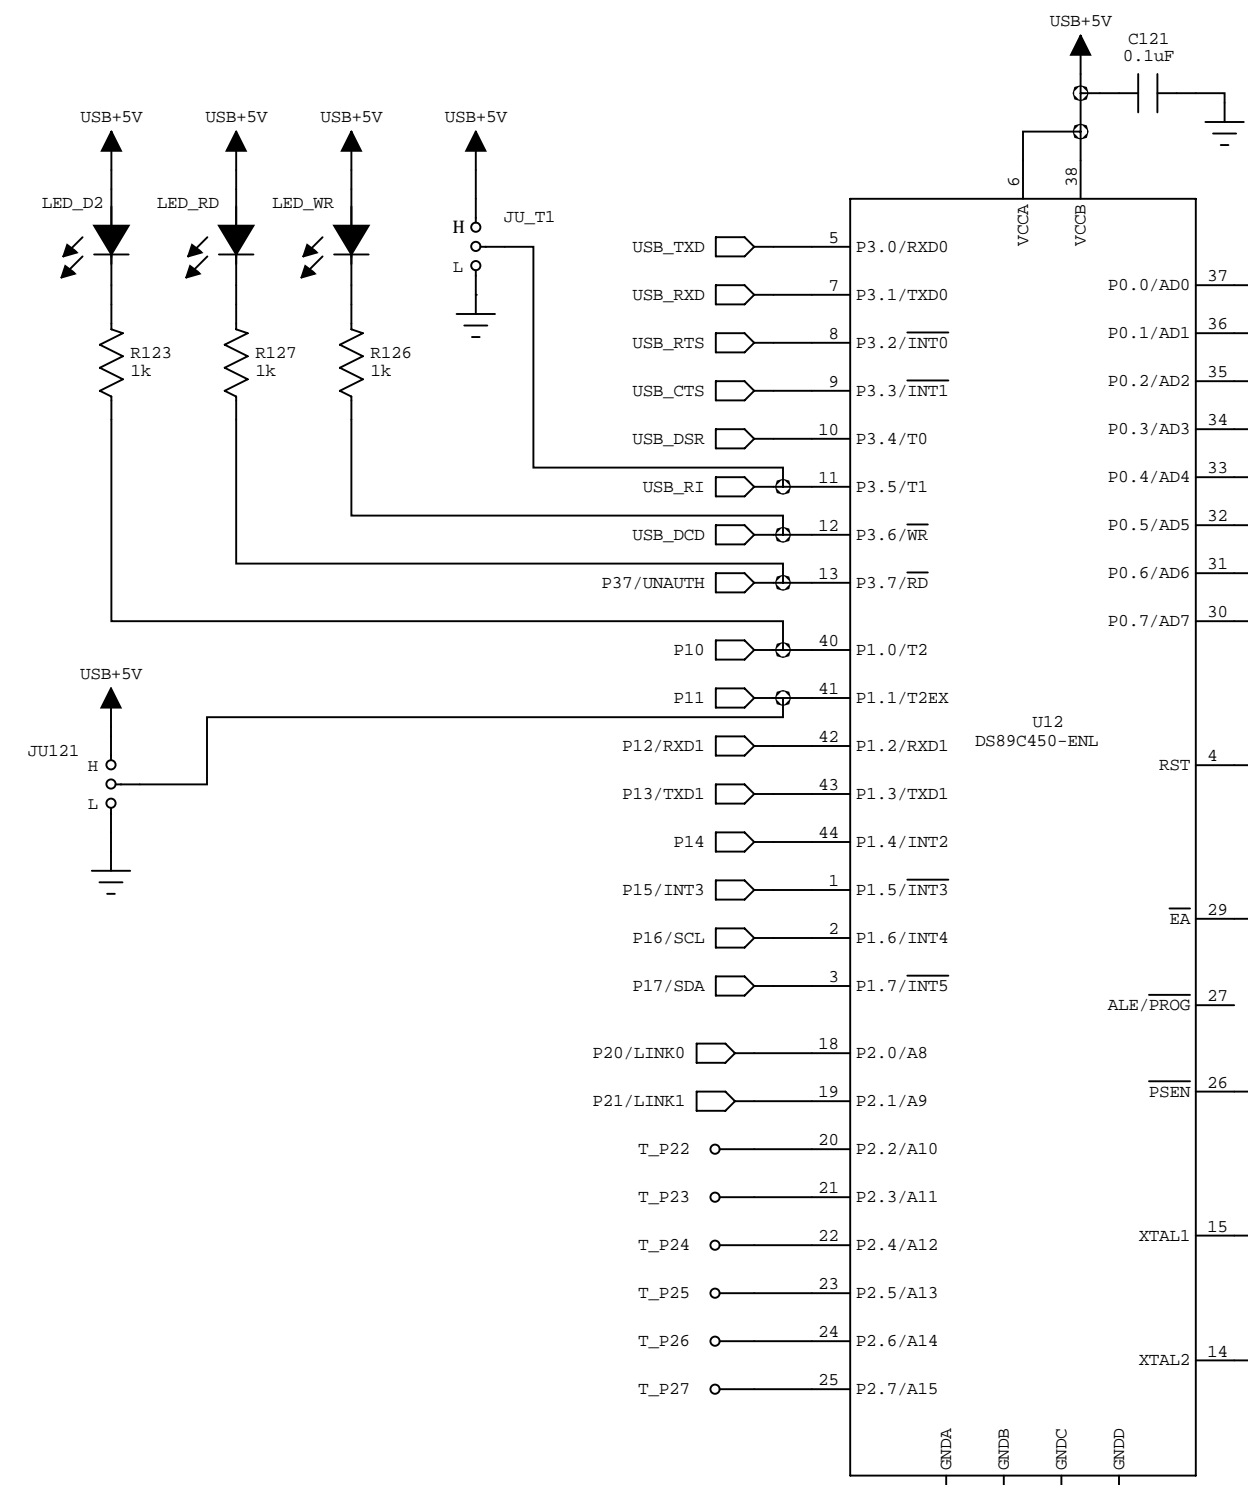 USB+5V
C121
0.1uF
USB+5V
USB+5V
USB+5V
USB+5V
LED_D2
LED_RD
LED_WR
H
JU_T1
L
6
38
VCCA
VCCB
R123
1k
R127
1k
R126
1k
USB_TXD
5
P3.0/RXD0
USB_RXD
7
P3.1/TXD0
USB_RTS
8
P3.2/INT0
USB_CTS
9
P3.3/INT1
USB_DSR
10
P3.4/T0
USB_RI
11
P3.5/T1
USB_DCD
12
P3.6/WR
P37/UNAUTH
13
P3.7/RD
P10
40
P1.0/T2
P11
41
P1.1/T2EX
P12/RXD1
42
P1.2/RXD1
P13/TXD1
43
P1.3/TXD1
P14
44
P1.4/INT2
P15/INT3
1
P1.5/INT3
P16/SCL
2
P1.6/INT4
P17/SDA
3
P1.7/INT5
P20/LINK0
18
P2.0/A8
P21/LINK1
19
P2.1/A9
T_P22
20
P2.2/A10
T_P23
21
P2.3/A11
T_P24
22
P2.4/A12
T_P25
23
P2.5/A13
T_P26
24
P2.6/A14
T_P27
25
P2.7/A15
USB+5V
JU121
H
L
U12
DS89C450-ENL
P0.0/AD0
37
P0.1/AD1
36
P0.2/AD2
35
P0.3/AD3
34
P0.4/AD4
33
P0.5/AD5
32
P0.6/AD6
31
P0.7/AD7
30
RST
4
EA
29
ALE/PROG
27
PSEN
26
XTAL1
15
XTAL2
14
GNDA
GNDB
GNDC
GNDD